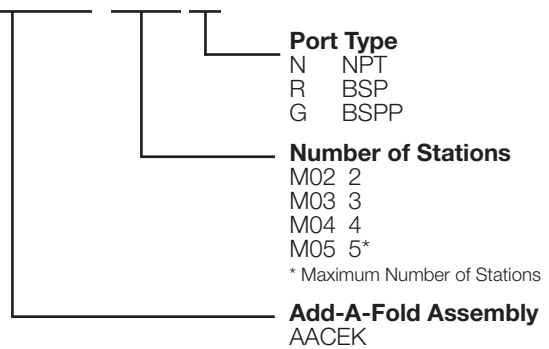 Port Type
N NPT
R BSP
G BSPP
Number of Stations
M02 2
M03 3
M04 4
M05 5*
* Maximum Number of Stations
Add-A-Fold Assembly
AACEK